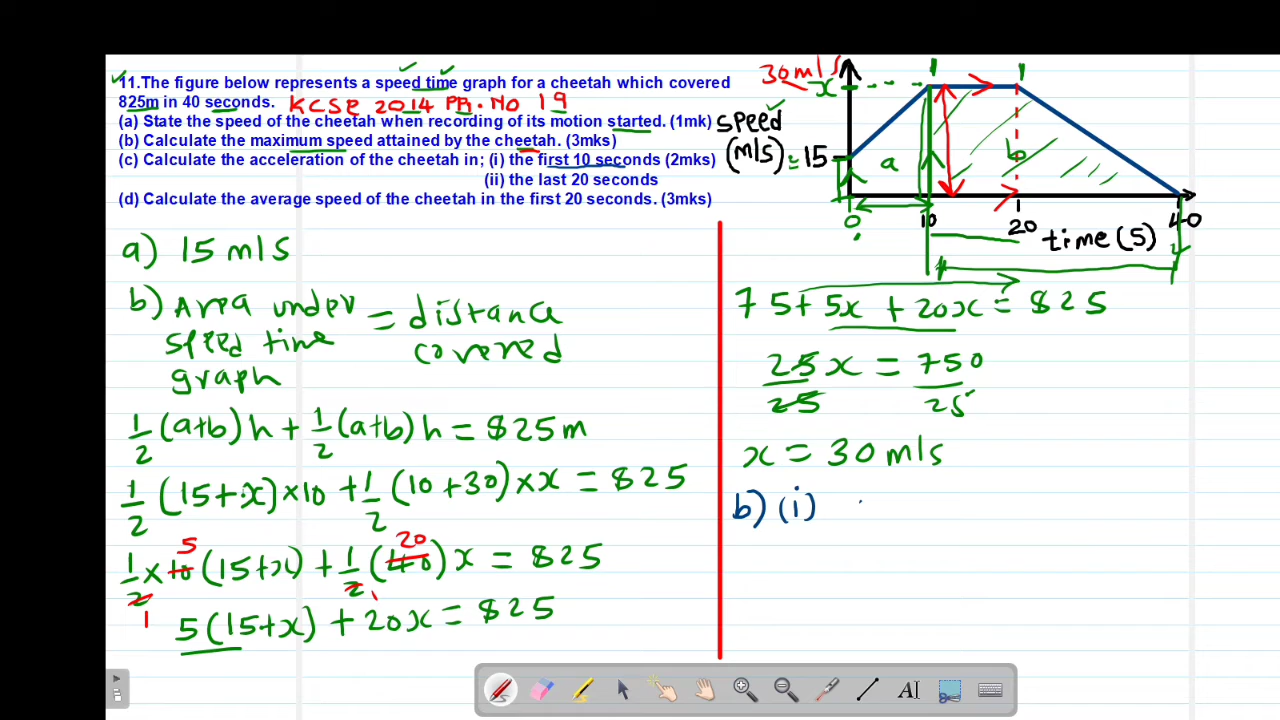 11.The figure below represents a speed time graph for a cheetah which covered
825m in 40 seconds. KCSE 2014 PP. NO 19
(a) State the speed of the cheetah when recording of its motion started. (1mk)
(b) Calculate the maximum speed attained by the cheetah. (3mks)
(c) Calculate the acceleration of the cheetah in; (i) the first 10 seconds (2mks)
(ii) the last 20 seconds
(d) Calculate the average speed of the cheetah in the first 20 seconds. (3mks)
30m/s
x
speed
(m/s) = 15
a
b
0 10 20 40
time (s)
a) 15 m/s
b) Area under speed time graph = distance covered
1/2 (a+b) h + 1/2 (a+b) h = 825m
1/2 (15+x) × 10 + 1/2 (10+30) × x = 825
5 20
1/2 × 10 (15+x) + 1/2 (40) x = 825
1 1
5(15+x) + 20x = 825
75 + 5x + 20x = 825
25x = 750
25 25
x = 30 m/s
b) (i)
AI